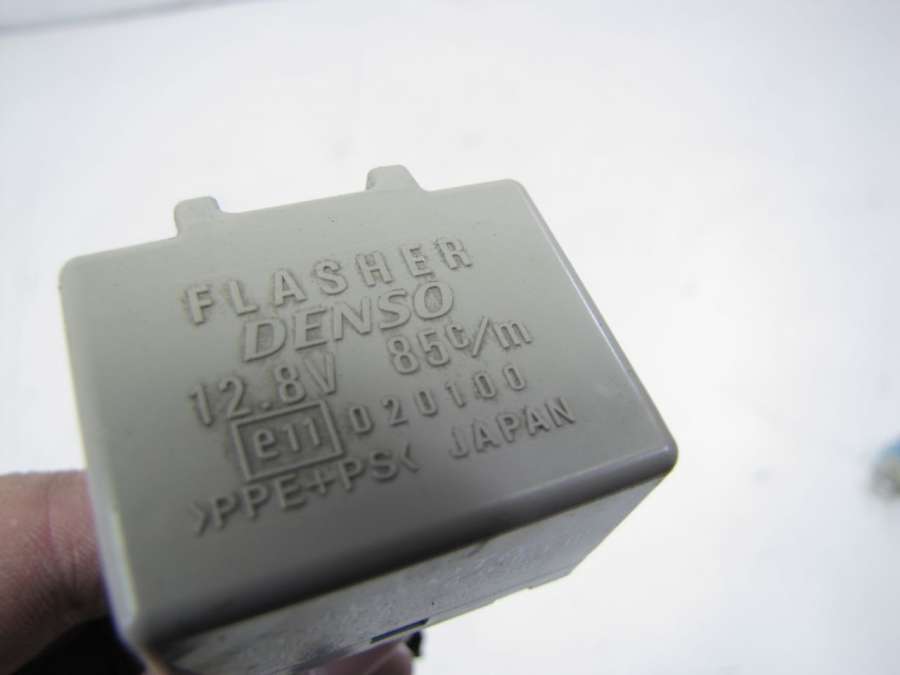 FLASHER
DENSO
12.8V 85c/m
e11 020100
>PPE+PS< JAPAN